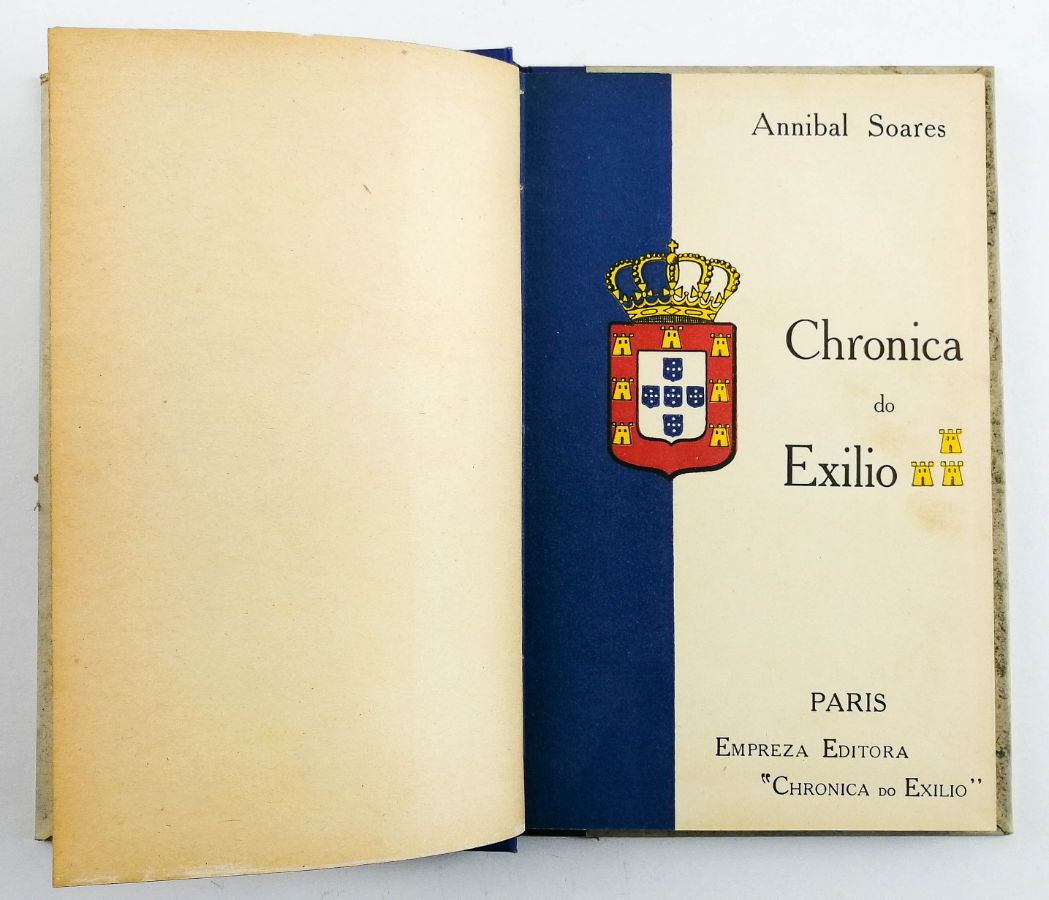 Annibal Soares
Chronica
do
Exilio
PARIS
EMPREZA EDITORA
"CHRONICA DO EXILIO"